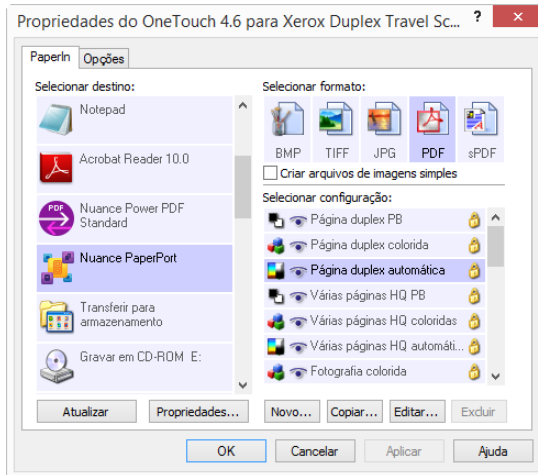 Propriedades do OneTouch 4.6 para Xerox Duplex Travel Sc...
PaperIn
Opções
Selecionar destino:
Notepad
Acrobat Reader 10.0
PDF
Nuance Power PDF
Standard
Nuance PaperPort
Transferir para
armazenamento
Gravar em CD-ROM E:
Atualizar
Propriedades...
Selecionar formato:
BMP
TIFF
JPG
PDF
sPDF
Criar arquivos de imagens simples
Selecionar configuração:
Página duplex PB
Página duplex colorida
Página duplex automática
Várias páginas HQ PB
Várias páginas HQ coloridas
Várias páginas HQ automáti...
Fotografia colorida
Novo...
Copiar...
Editar...
Excluir
OK
Cancelar
Aplicar
Ajuda